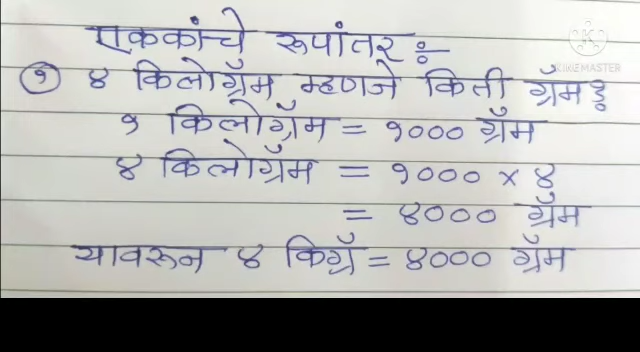 एककांचे रूपांतर :-
१ ४ किलोग्रॅम म्हणजे किती ग्रॅम?
१ किलोग्रॅम = १००० ग्रॅम
४ किलोग्रॅम = १००० × ४
= ४००० ग्रॅम
यावरून ४ किग्रॅ = ४००० ग्रॅम
KINEMASTER